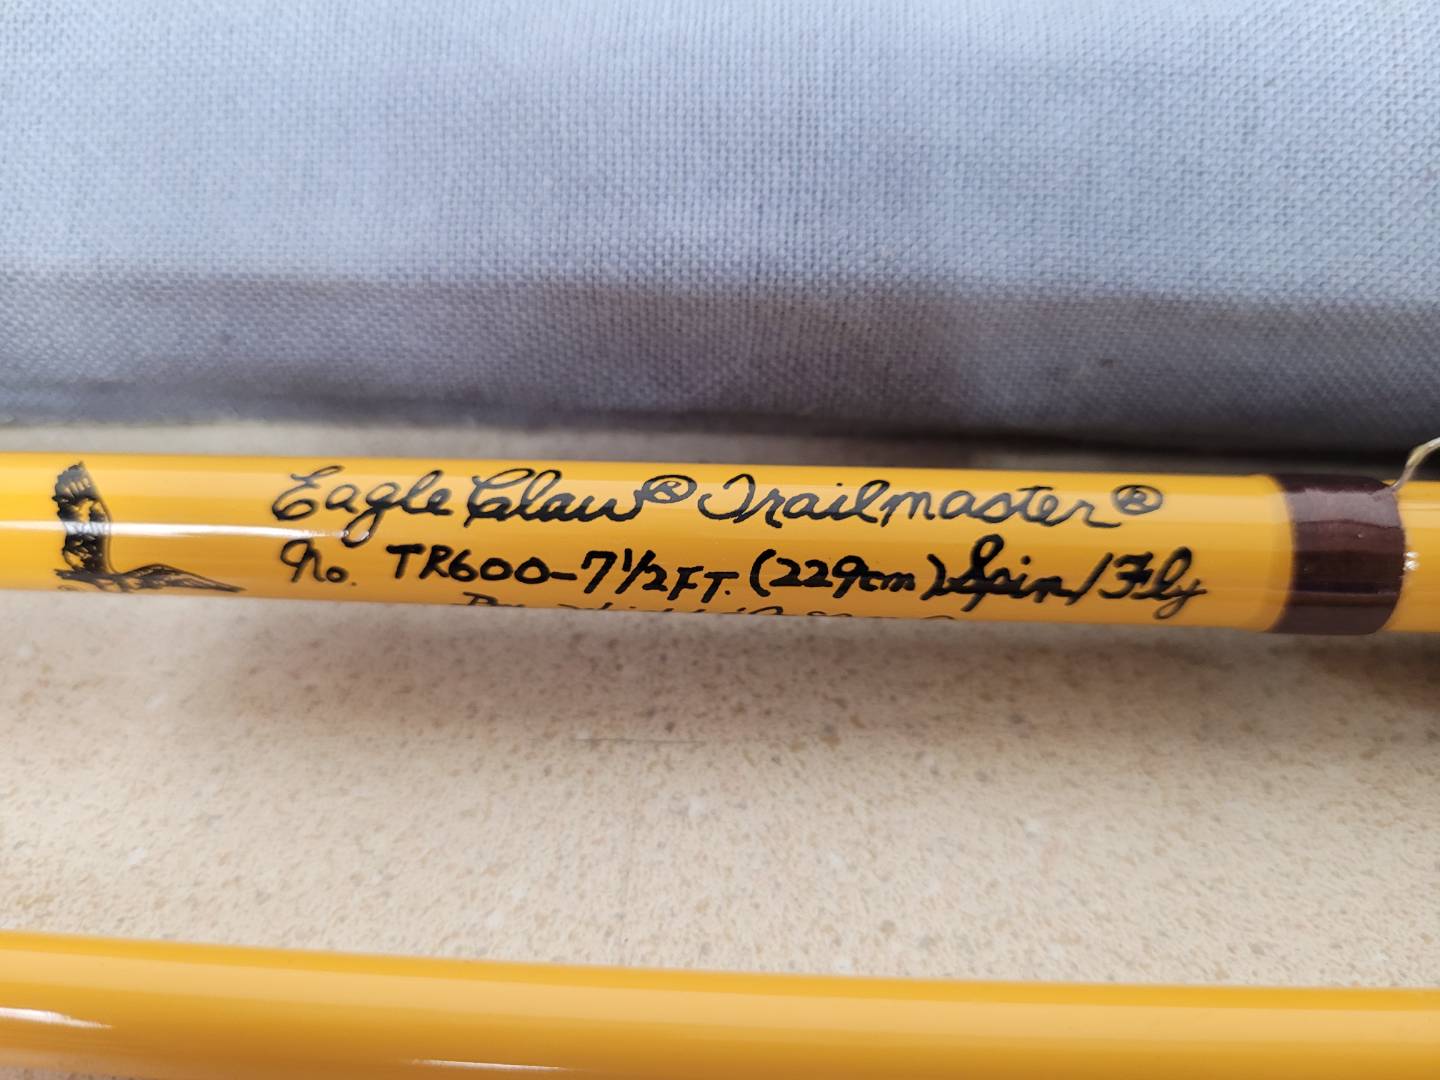 Eagle Claw® Trailmaster®
No. TR600-7½FT. (229cm) Spin/Fly